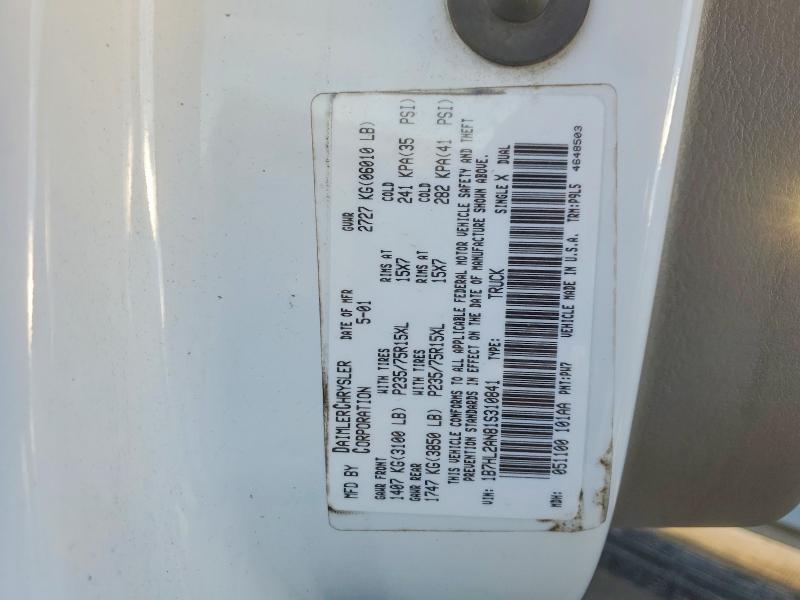 MFD BY DAIMLERCHRYSLER CORPORATION DATE OF MFR 5-01 GVWR 2727 KG(06010 LB)
GAWR FRONT WITH TIRES RIMS AT COLD
1407 KG(3100 LB) P235/75R15XL 15X7 241 KPA(35 PSI)
GAWR REAR WITH TIRES RIMS AT COLD
1747 KG(3850 LB) P235/75R15XL 15X7 282 KPA(41 PSI)
THIS VEHICLE CONFORMS TO ALL APPLICABLE FEDERAL MOTOR VEHICLE SAFETY AND THEFT
PREVENTION STANDARDS IN EFFECT ON THE DATE OF MANUFACTURE SHOWN ABOVE.
VIN: 1B7HL2AN81S310841 TYPE: TRUCK SINGLE X DUAL
MDH: 051100 101AA PNT:PW7 VEHICLE MADE IN U.S.A. TRM:P9L5 4648503